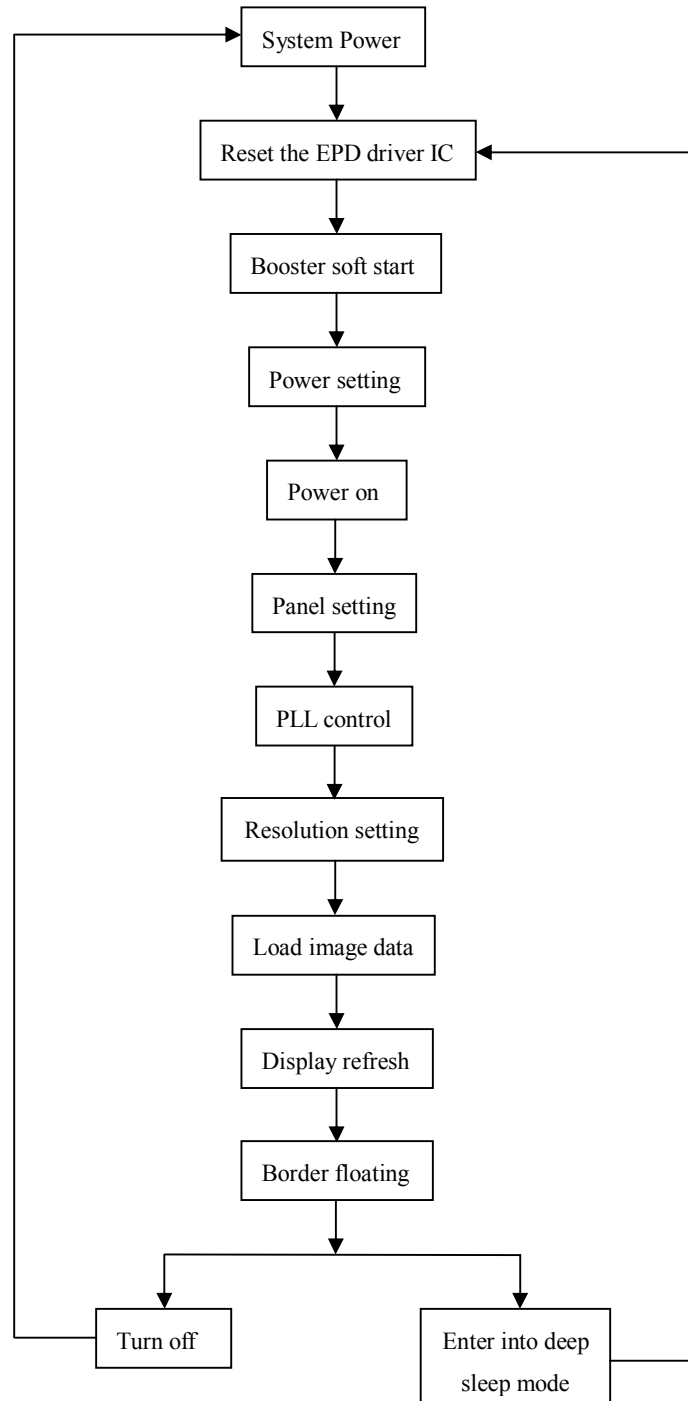 System Power
Reset the EPD driver IC
Booster soft start
Power setting
Power on
Panel setting
PLL control
Resolution setting
Load image data
Display refresh
Border floating
Turn off
Enter into deep
sleep mode